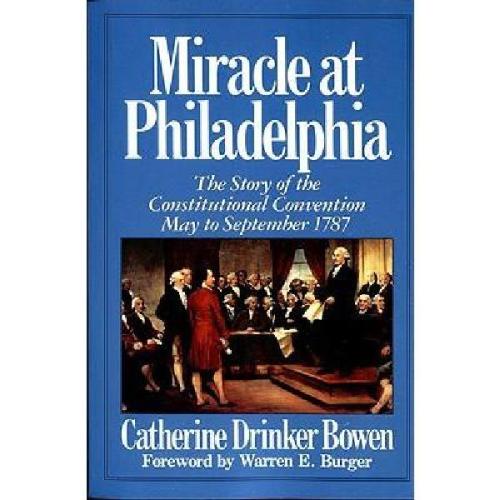 Miracle at
Philadelphia
The Story of the
Constitutional Convention
May to September 1787
Catherine Drinker Bowen
Foreword by Warren E. Burger